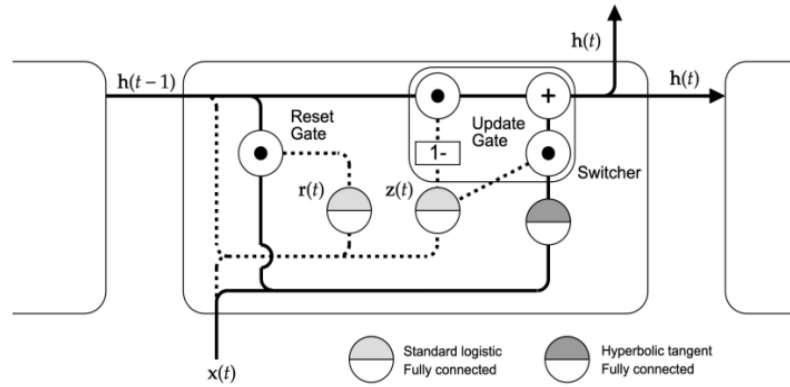 h(t)
h(t−1)
h(t)
Reset
Gate
1-
Update
Gate
Switcher
r(t)
z(t)
x(t)
Standard logistic
Fully connected
Hyperbolic tangent
Fully connected